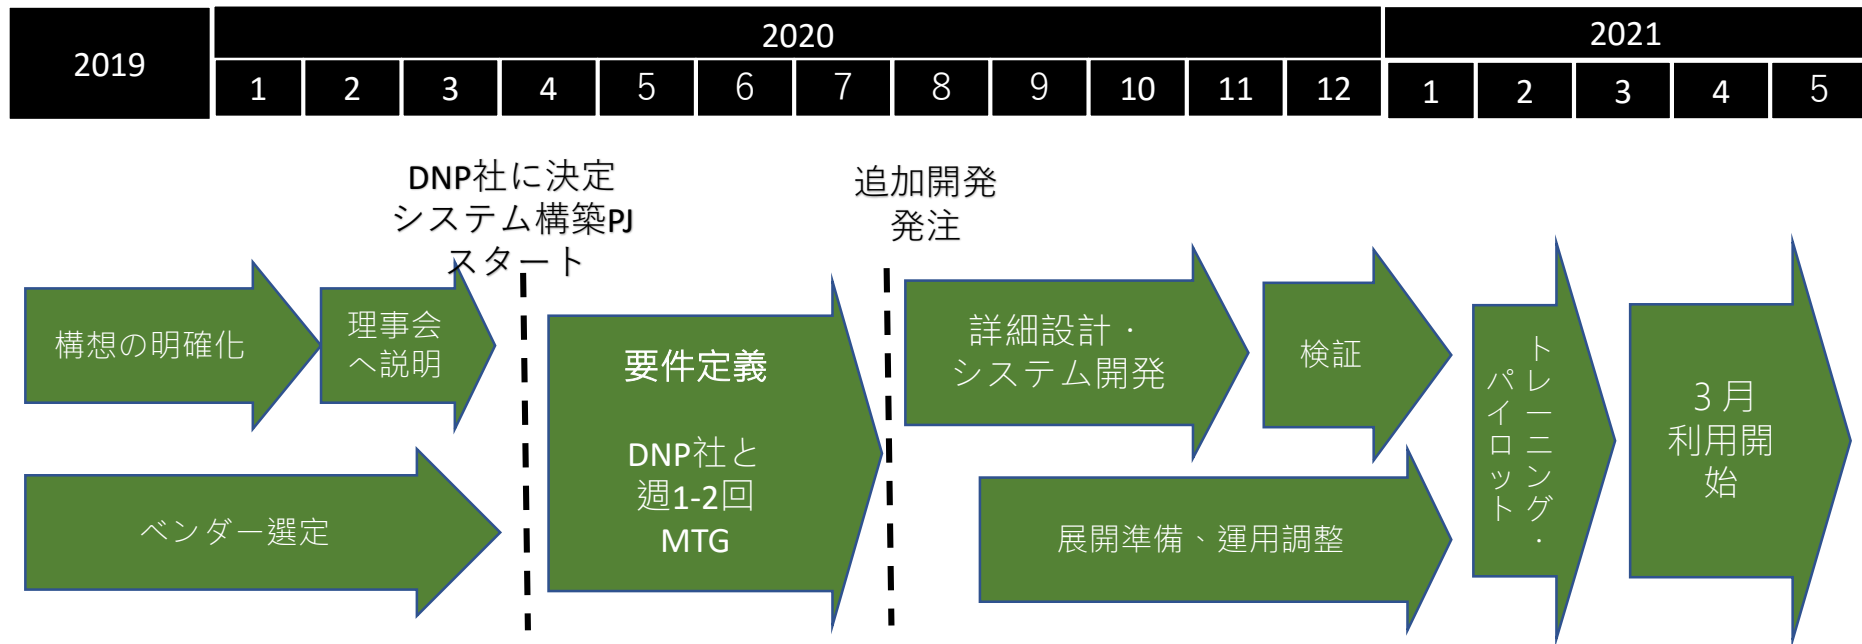 2019
2020
2021
1 2 3 4 5 6 7 8 9 10 11 12 1 2 3 4 5
DNP社に決定
システム構築PJ
スタート
追加開発
発注
構想の明確化
理事会
へ説明
ベンダー選定
要件定義
DNP社と
週1-2回
MTG
詳細設計・
システム開発
検証
展開準備、運用調整
トレーニング・
パイロット
３月
利用開
始